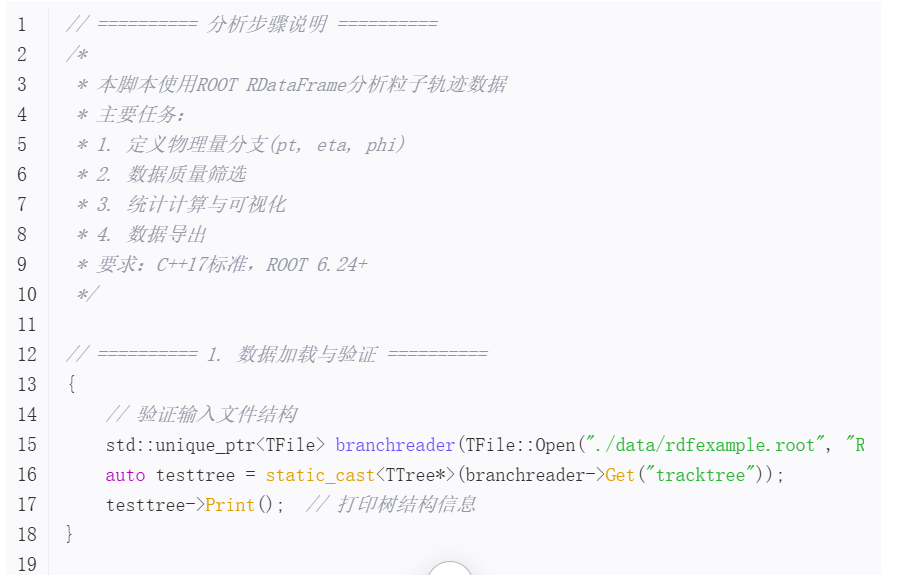 1 // ========== 分析步骤说明 ==========
2 /*
3  * 本脚本使用ROOT RDataFrame分析粒子轨迹数据
4  * 主要任务:
5  * 1. 定义物理量分支(pt, eta, phi)
6  * 2. 数据质量筛选
7  * 3. 统计计算与可视化
8  * 4. 数据导出
9  * 要求: C++17标准, ROOT 6.24+
10  */
11
12 // ========== 1. 数据加载与验证 ==========
13 {
14     // 验证输入文件结构
15     std::unique_ptr<TFile> branchreader(TFile::Open("./data/rdfexample.root", "R
16     auto testtree = static_cast<TTree*>(branchreader->Get("tracktree"));
17     testtree->Print();  // 打印树结构信息
18 }
19